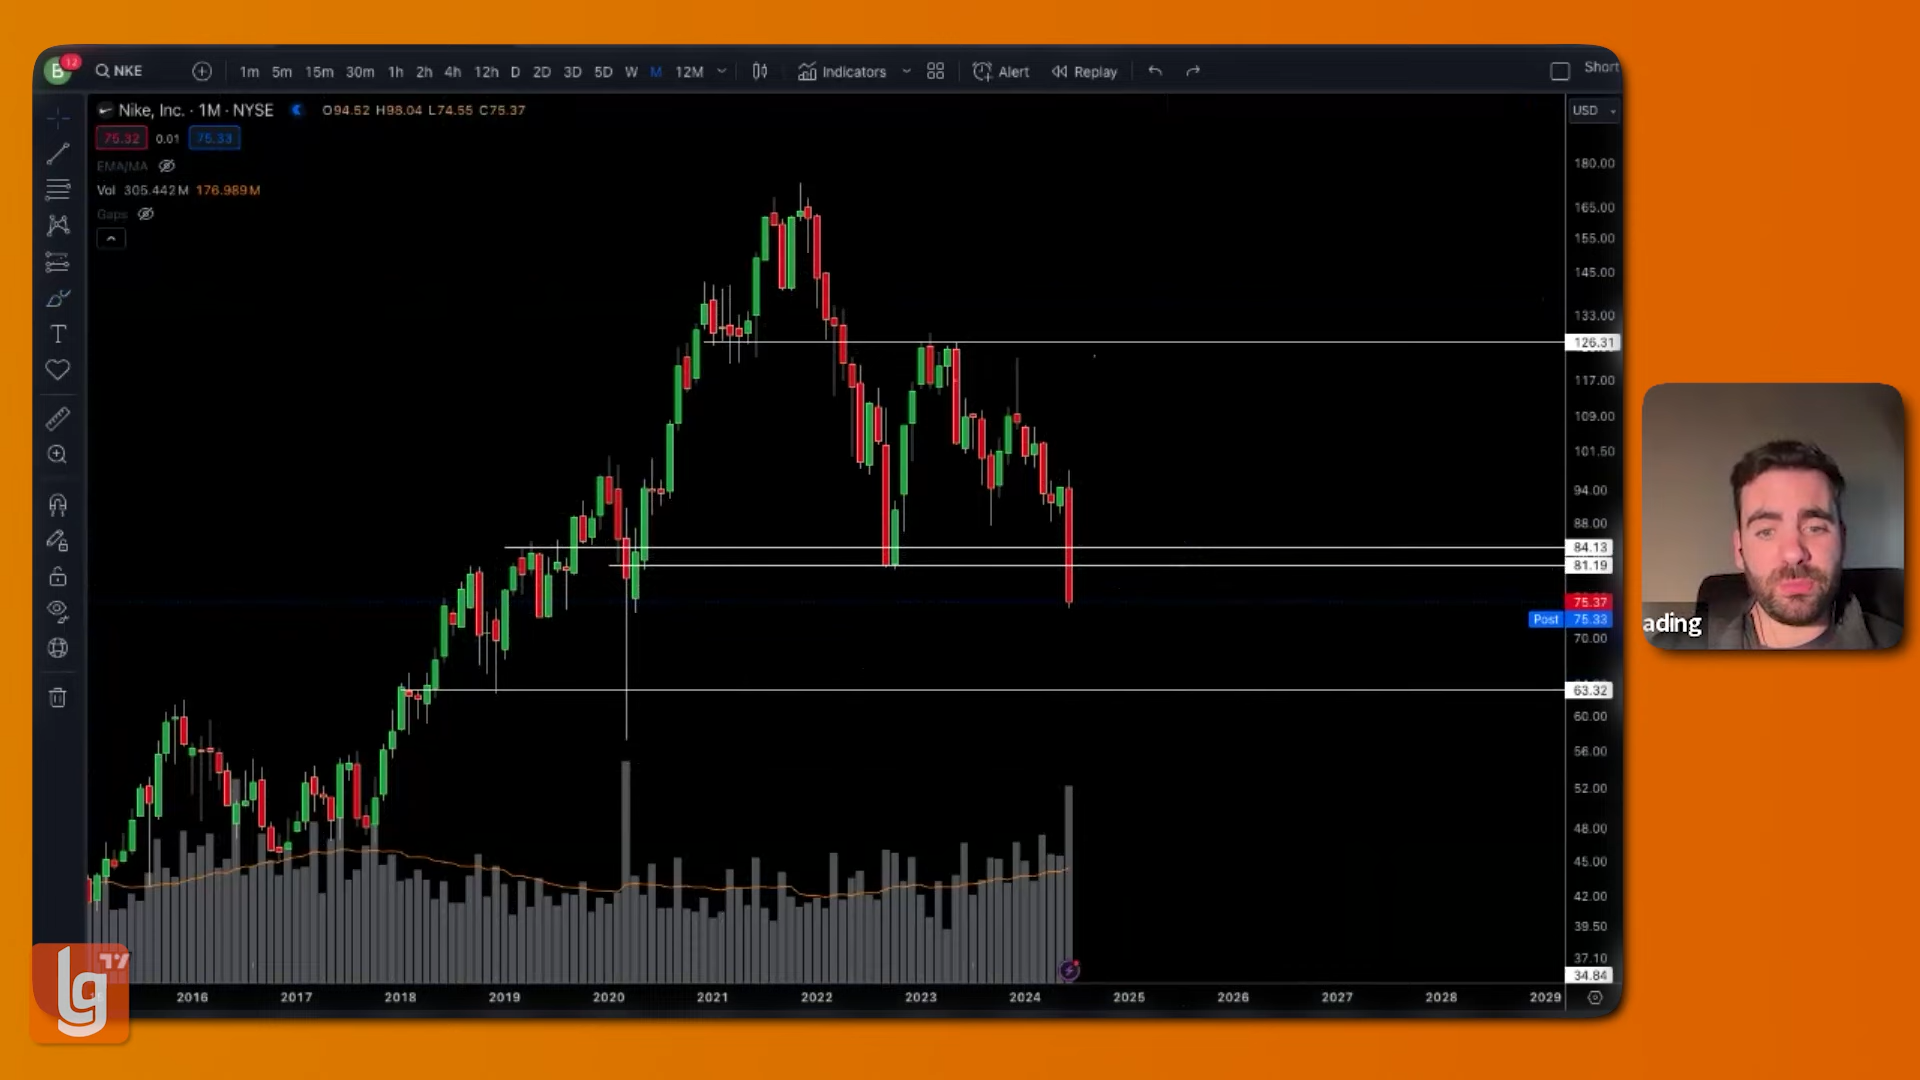 B 12 NKE 1m 5m 15m 30m 1h 2h 4h 12h D 2D 3D 5D W M 12M Indicators Alert Replay Short
Nike, Inc. · 1M · NYSE O94.52 H98.04 L74.55 C75.37 USD
75.32 0.01 75.33
EMA/MA
Vol 305.442M 176.989M
Gaps
180.00
165.00
155.00
145.00
133.00
126.31
117.00
109.00
101.50
94.00
88.00
84.13
81.19
75.37
Post 75.33
ading
70.00
63.32
60.00
56.00
52.00
48.00
45.00
42.00
39.50
37.10
34.84
lg
2016 2017 2018 2019 2020 2021 2022 2023 2024 2025 2026 2027 2028 2029